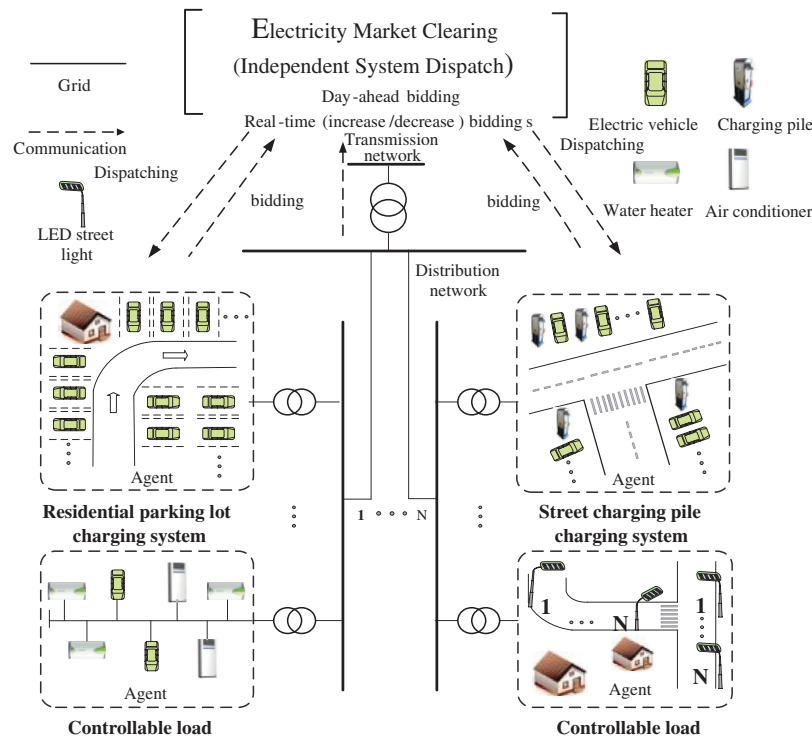 Electricity Market Clearing
(Independent System Dispatch)
Day-ahead bidding
Real-time (increase/decrease) biddings
Grid
Communication
LED street
light
Electric vehicle
Charging pile
Water heater
Air conditioner
Dispatching
bidding
Transmission
network
bidding
Dispatching
Distribution
network
Agent
Residential parking lot
charging system
1
N
Agent
Street charging pile
charging system
Agent
Controllable load
1
N
1
N
Agent
Controllable load